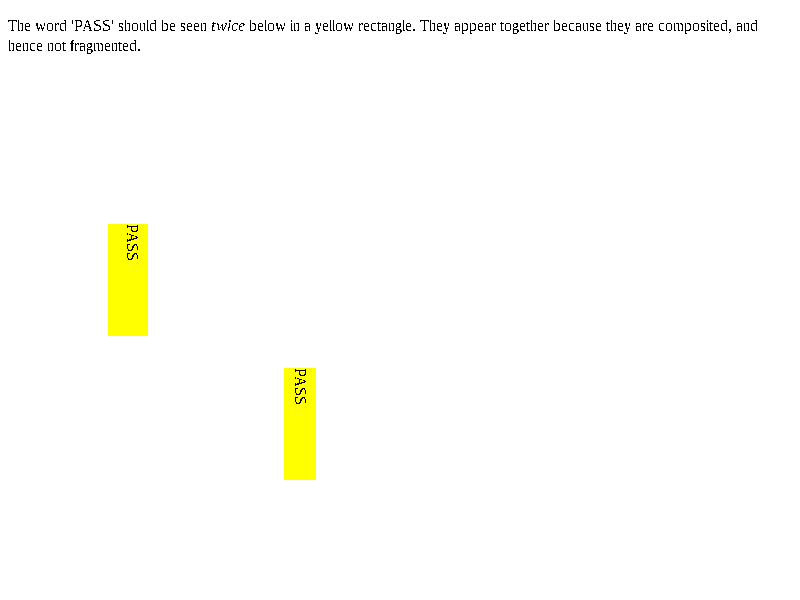 The word 'PASS' should be seen twice below in a yellow rectangle. They appear together because they are composited, and
hence not fragmented.
PASS
PASS